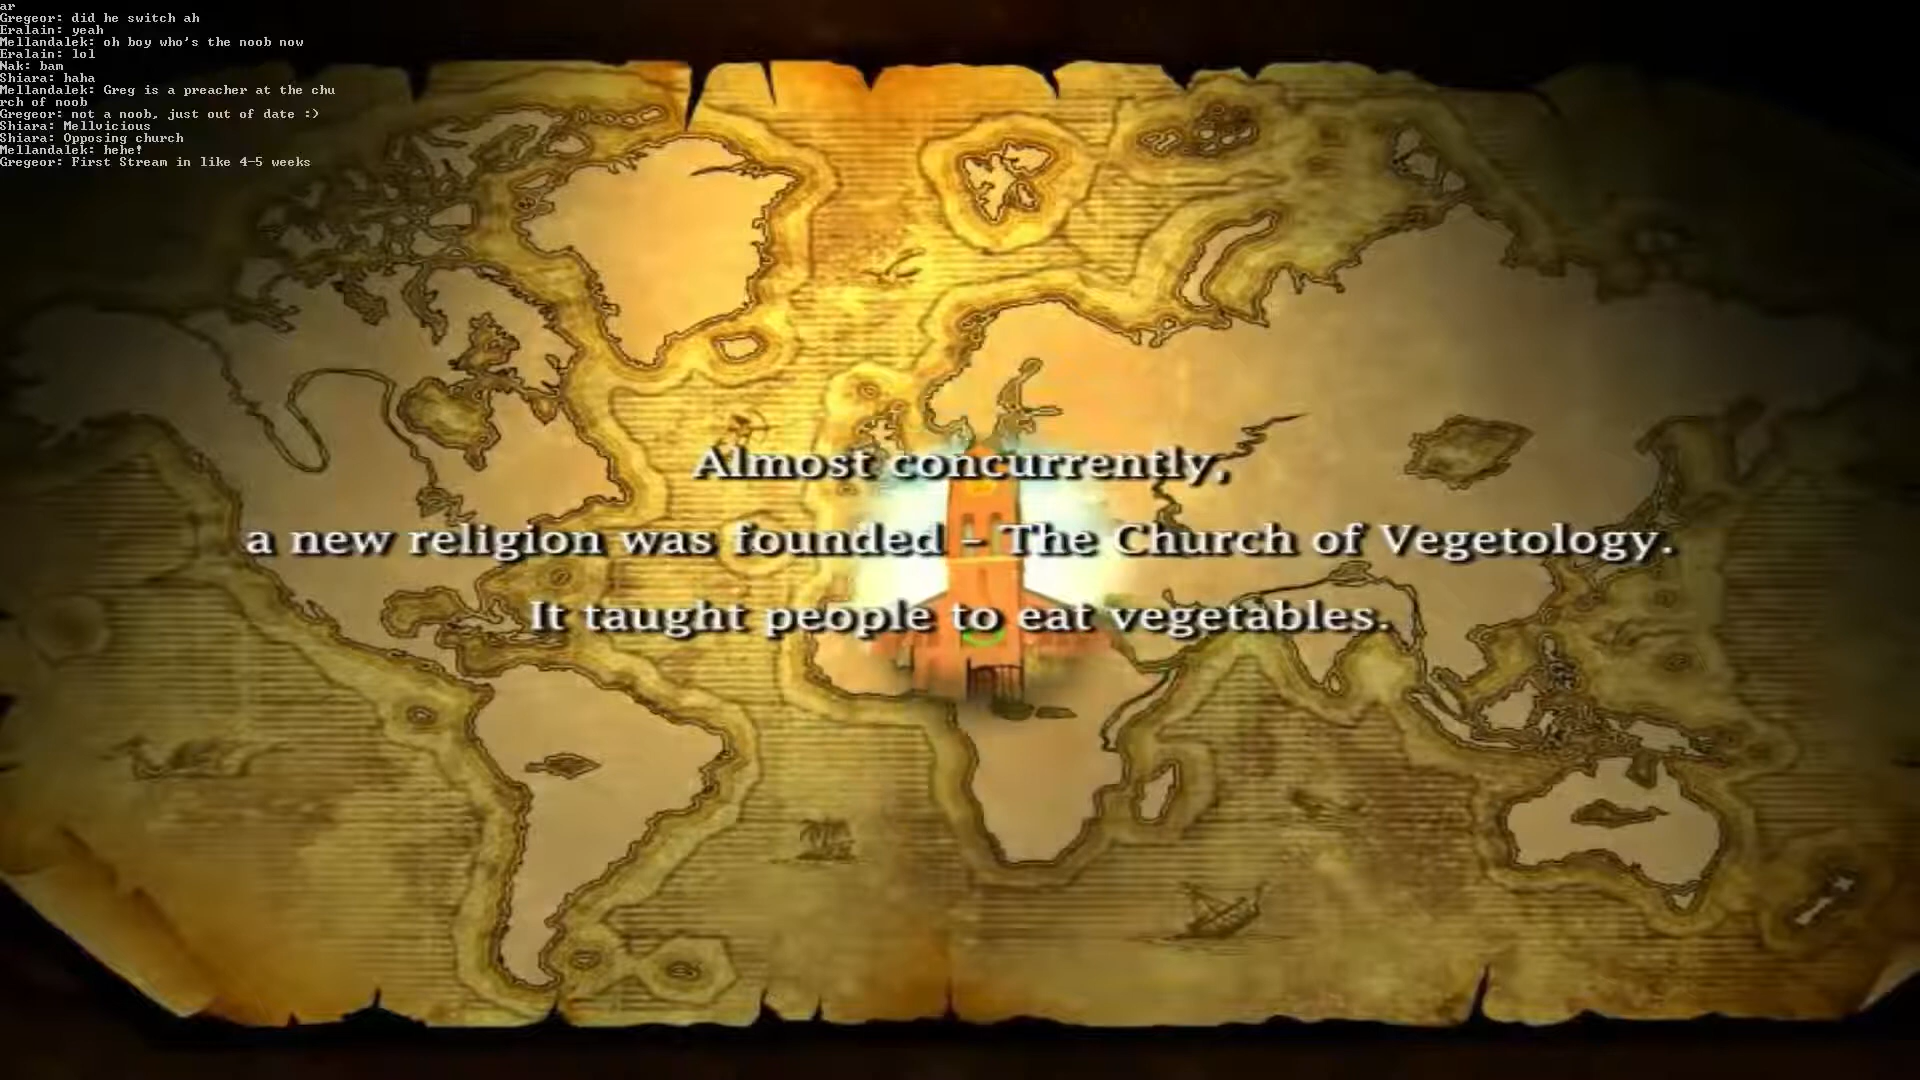 ar
Gregeor: did he switch ah
Eralain: yeah
Mellandalek: oh boy who's the noob now
Eralain: lol
Nak: bam
Shiara: haha
Mellandalek: Greg is a preacher at the chu
rch of noob
Gregeor: not a noob, just out of date :)
Shiara: Mellvicious
Shiara: Opposing church
Mellandalek: hehe!
Gregeor: First Stream in like 4-5 weeks
Almost concurrently,
a new religion was founded - The Church of Vegetology.
It taught people to eat vegetables.